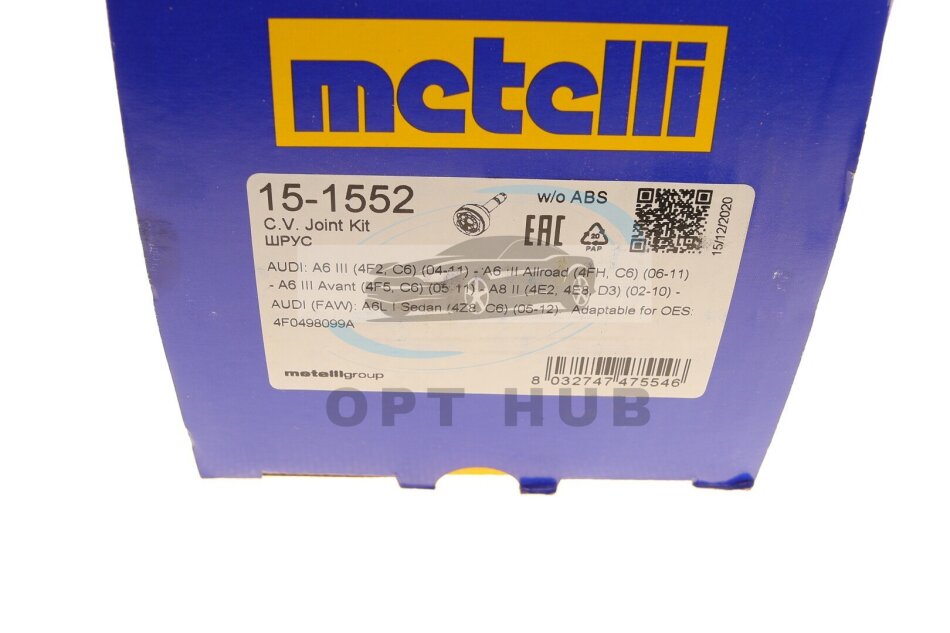 metelli
15-1552
w/o ABS
C.V. Joint Kit
ШРУС
EAC
20
PAP
15/12/2020
AUDI: A6 III (4F2, C6) (04-11) - A6 III Allroad (4FH, C6) (06-11)
- A6 III Avant (4F5, C6) (05-11) - A8 II (4E2, 4E8, D3) (02-10) -
AUDI (FAW): A6L I Sedan (4Z8, C6) (05-12) Adaptable for OES:
4F0498099A
metelligroup
8 032747 475546
OPT HUB